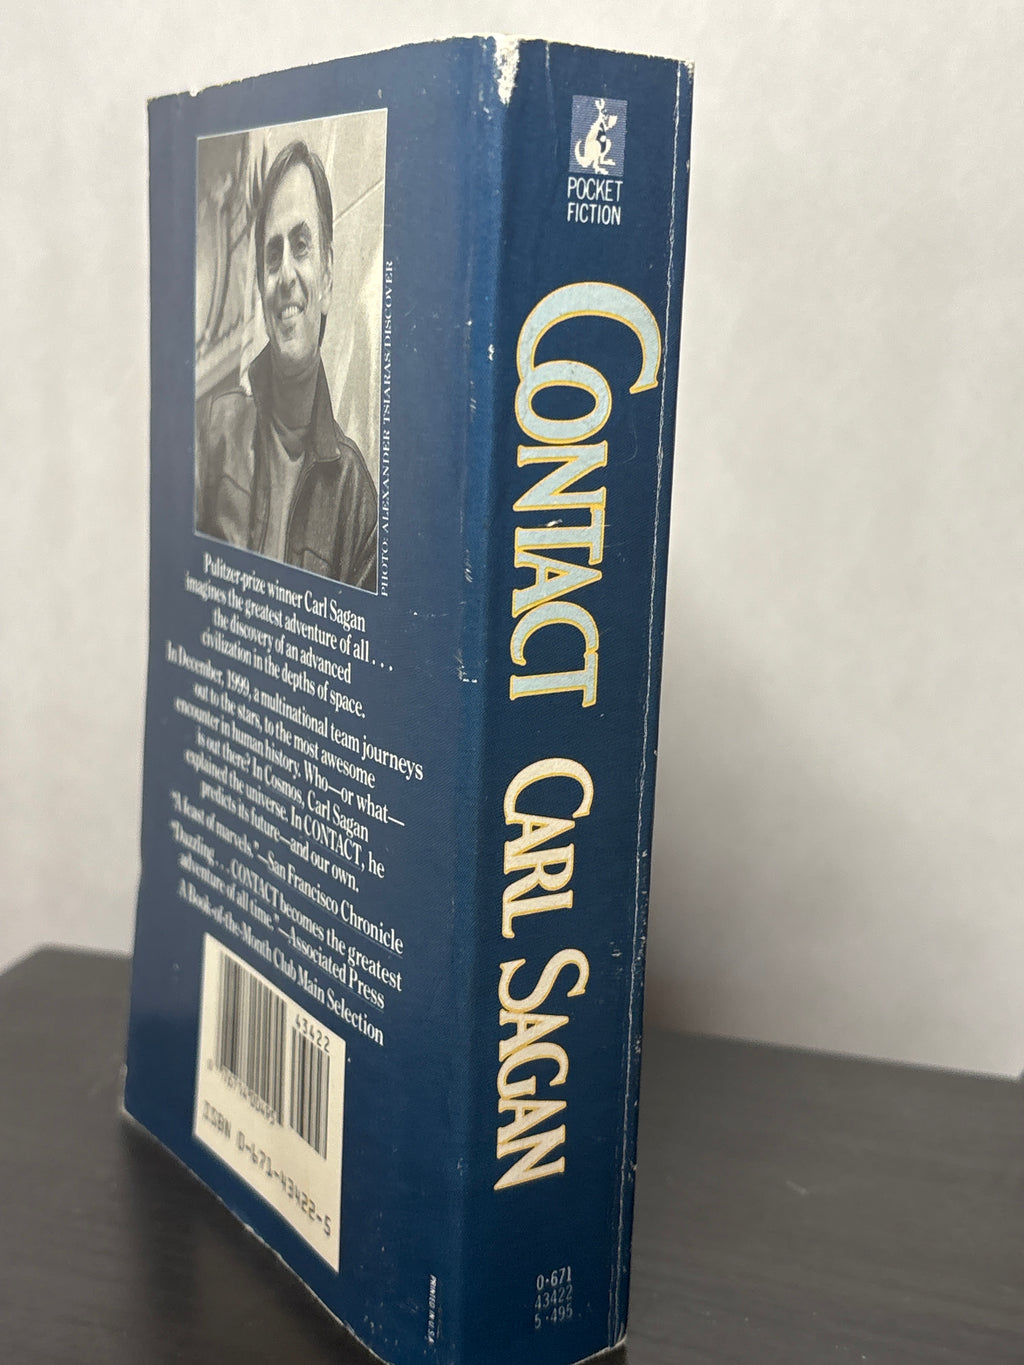 PHOTO: ALEXANDER TSIARAS/DISCOVER
Pulitzer-prize winner Carl Sagan
imagines the greatest adventure of all . . .
the discovery of an advanced
civilization in the depths of space.
In December, 1999, a multinational team journeys
out to the stars, to the most awesome
encounter in human history. Who—or what—
is out there? In Cosmos, Carl Sagan
explained the universe. In CONTACT, he
predicts its future—and our own.
"A feast of marvels."—San Francisco Chronicle
"Dazzling . . . CONTACT becomes the greatest
adventure of all time."—Associated Press
A Book-of-the-Month Club Main Selection
43422
ISBN 0-671-43422-5
PRINTED IN U.S.A.
POCKET
FICTION
CONTACT CARL SAGAN
0-671
43422
5·495